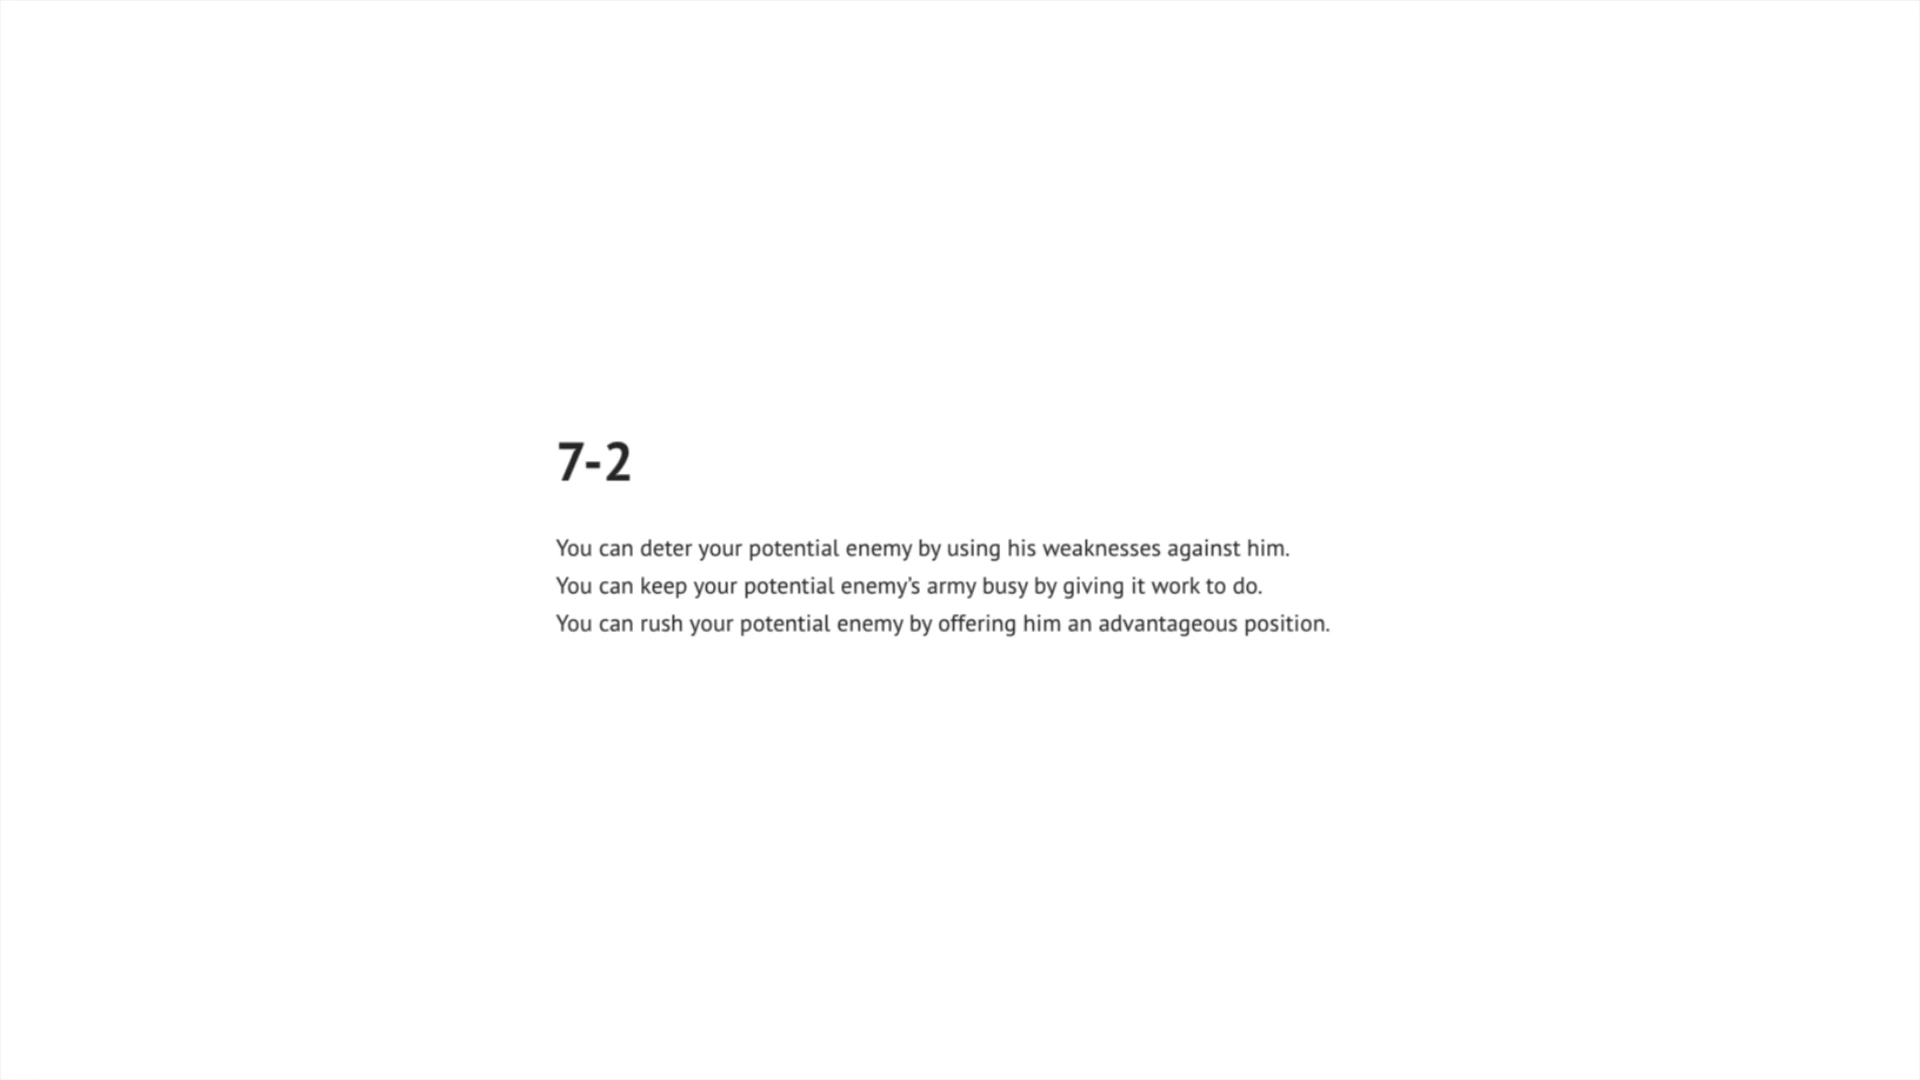 7-2
You can deter your potential enemy by using his weaknesses against him.
You can keep your potential enemy’s army busy by giving it work to do.
You can rush your potential enemy by offering him an advantageous position.